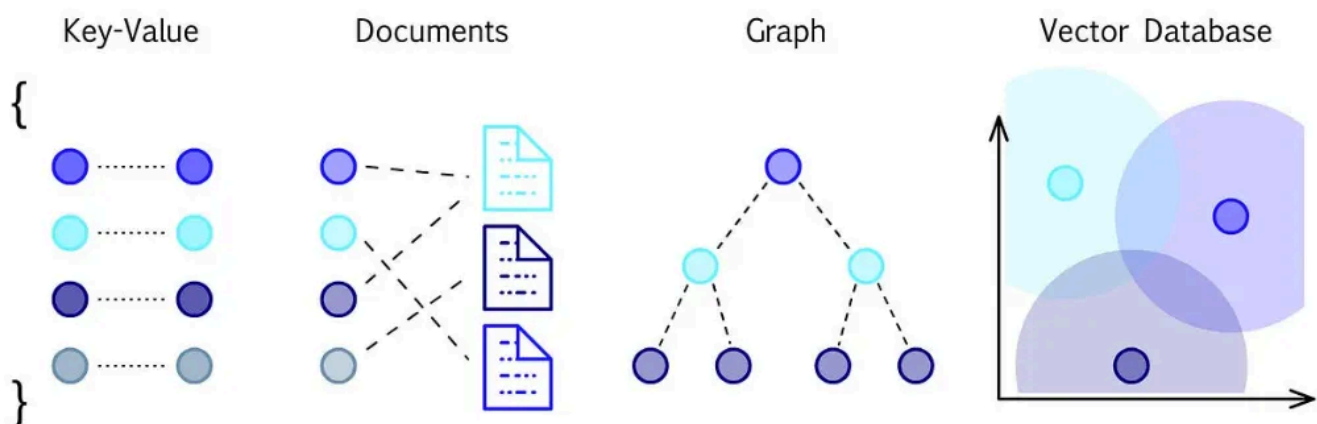 Key-Value
Documents
Graph
Vector Database
{
}